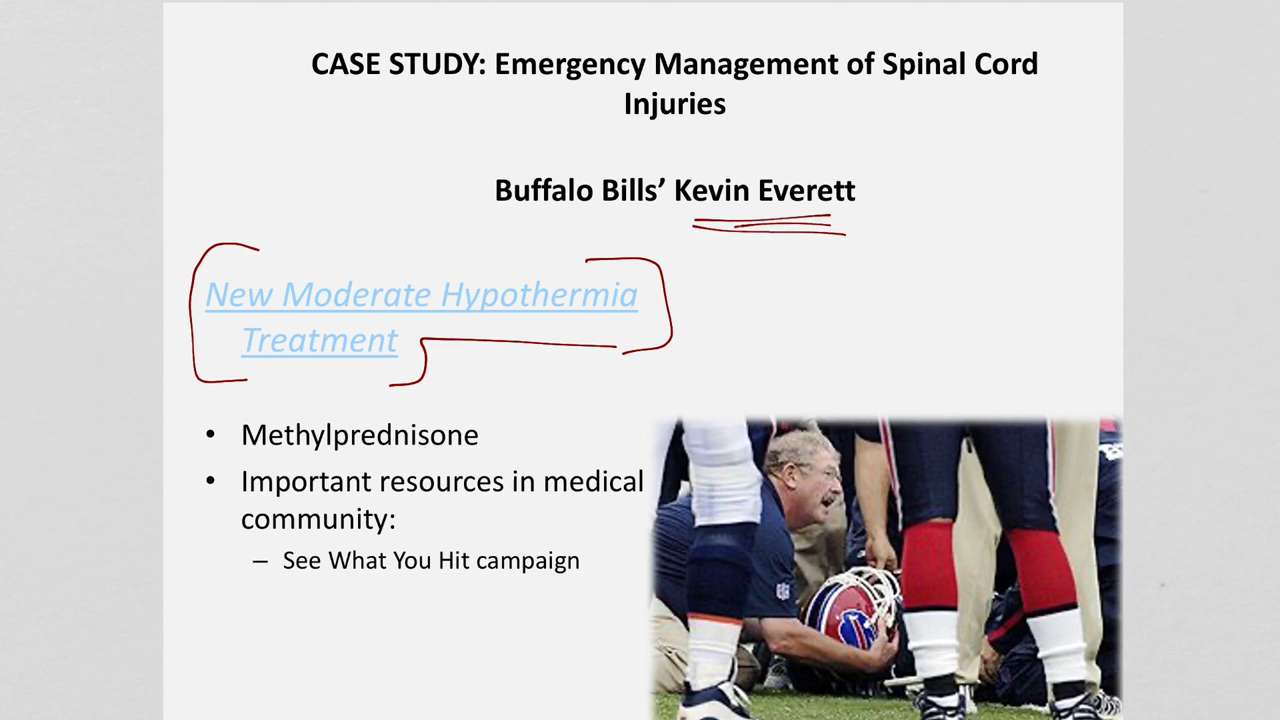 CASE STUDY: Emergency Management of Spinal Cord
Injuries
Buffalo Bills’ Kevin Everett
New Moderate Hypothermia
Treatment
• Methylprednisone
• Important resources in medical
community:
– See What You Hit campaign